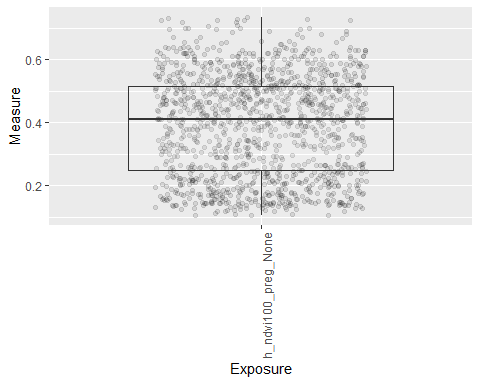 0.6
0.4
0.2
Measure
h_ndvi100_preg_None
Exposure